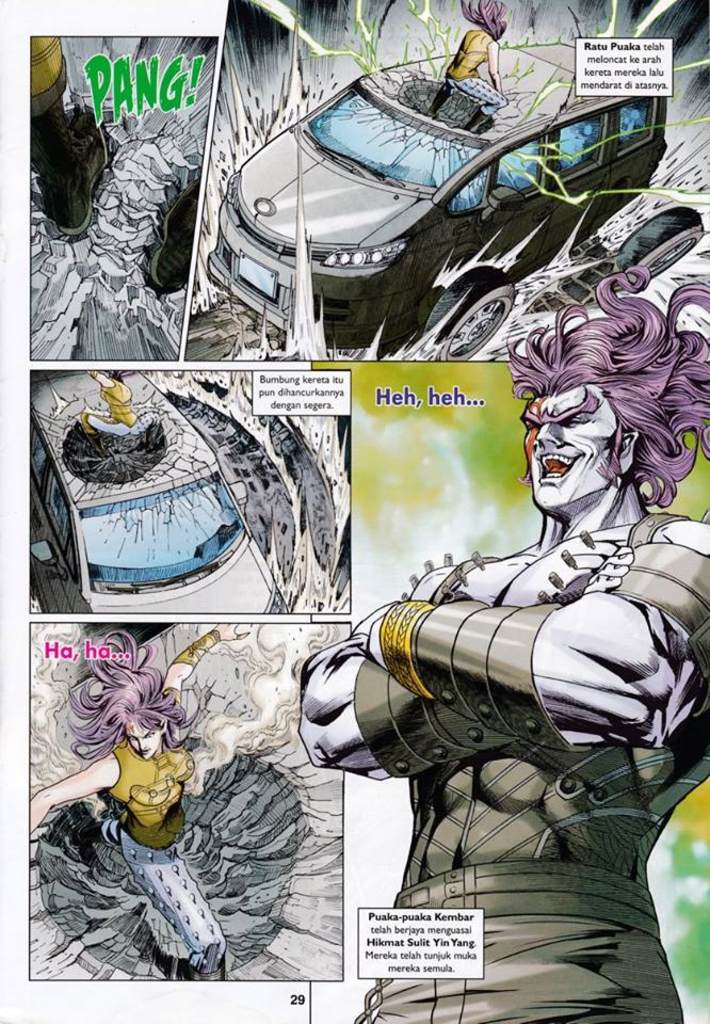 PANG!
Ratu Puaka telah
meloncat ke arah
kereta mereka lalu
mendarat di atasnya.
Bumbung kereta itu
pun dihancurkannya
dengan segera.
Heh, heh...
Ha, ha...
Puaka-puaka Kembar
telah berjaya menguasai
Hikmat Sulit YinYang.
Mereka telah tunjuk muka
mereka semula.
29